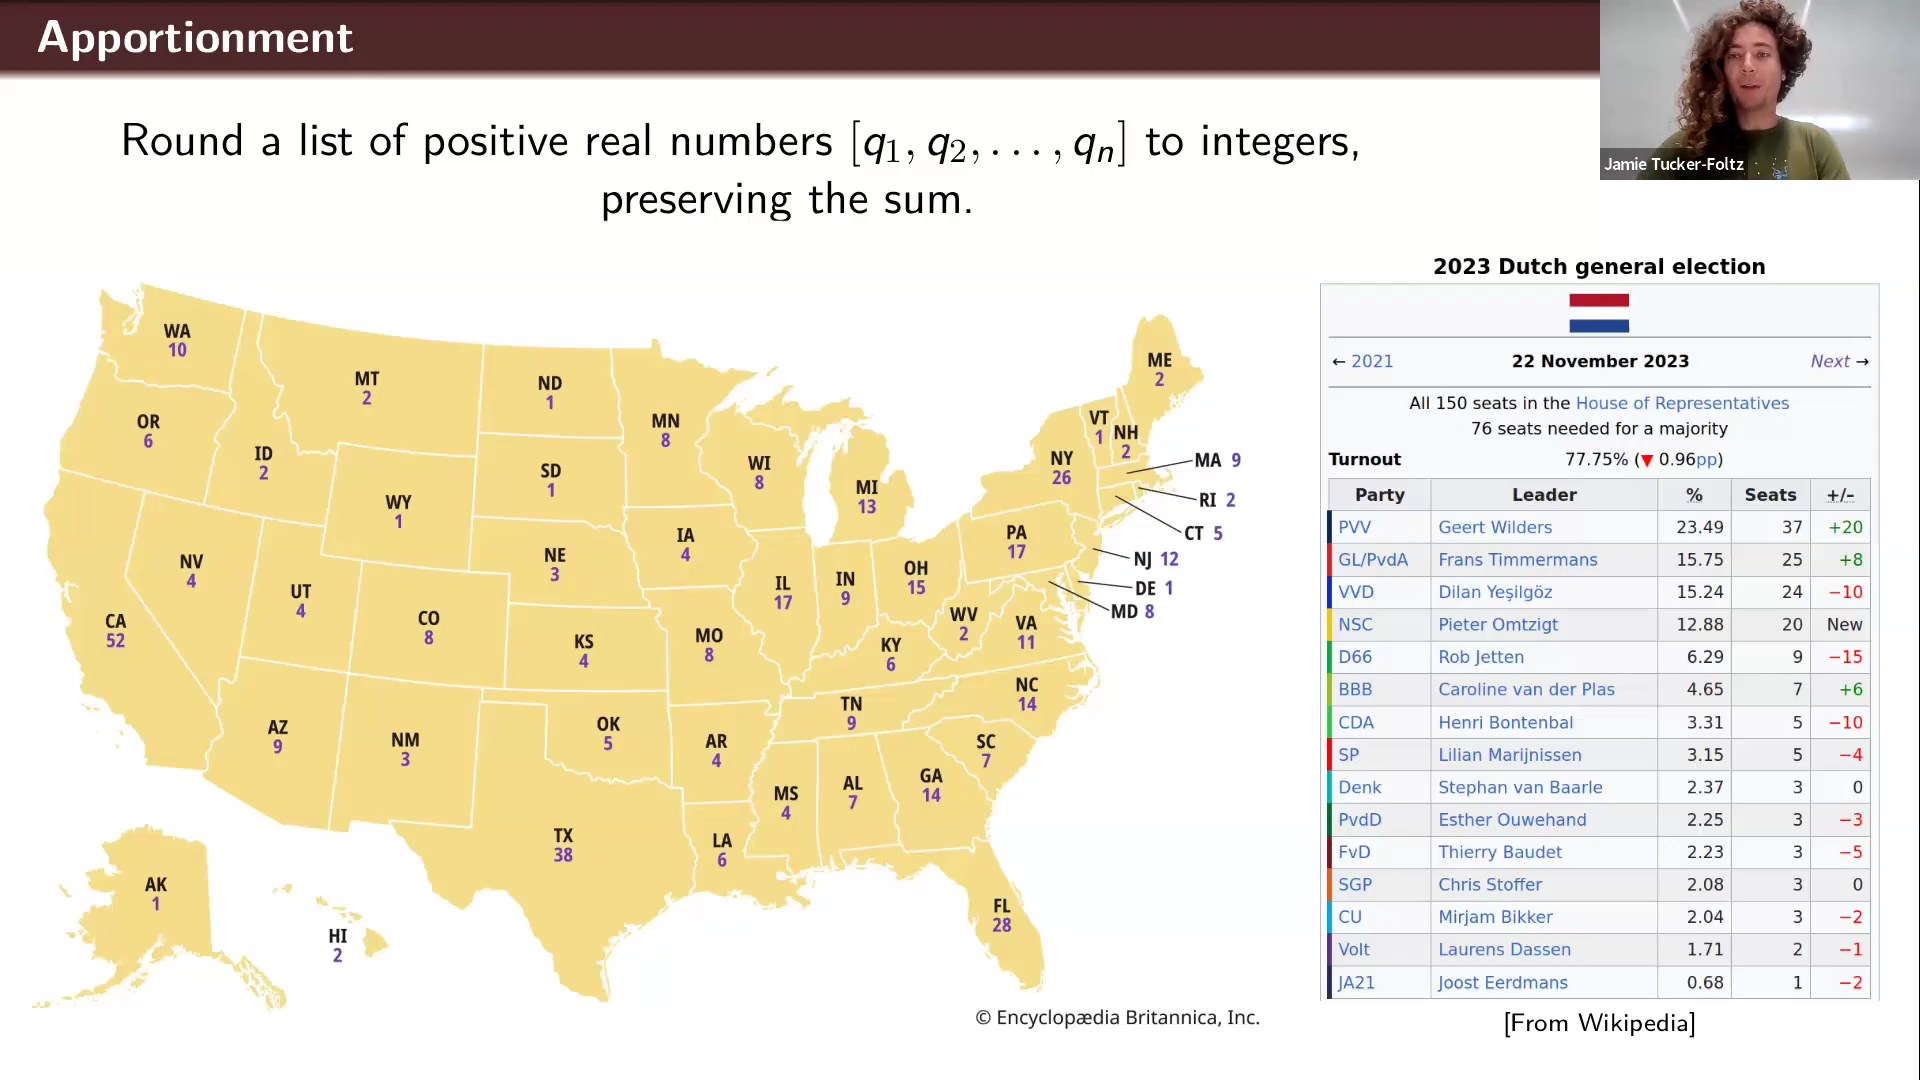 Apportionment
Round a list of positive real numbers [q1, q2, . . . , qn] to integers,
preserving the sum.
Jamie Tucker-Foltz
WA
10
OR
6
CA
52
NV
4
ID
2
MT
2
WY
1
UT
4
AZ
9
CO
8
NM
3
ND
1
SD
1
NE
3
KS
4
OK
5
TX
38
MN
8
IA
4
MO
8
AR
4
LA
6
WI
8
IL
17
MI
13
IN
9
OH
15
KY
6
TN
9
MS
4
AL
7
GA
14
FL
28
SC
7
NC
14
VA
11
WV
2
PA
17
NY
26
VT
1
NH
2
ME
2
MA 9
RI 2
CT 5
NJ 12
DE 1
MD 8
AK
1
HI
2
© Encyclopædia Britannica, Inc.
2023 Dutch general election
← 2021 22 November 2023 Next →
All 150 seats in the House of Representatives
76 seats needed for a majority
Turnout 77.75% (▼ 0.96pp)
Party Leader % Seats +/–
PVV Geert Wilders 23.49 37 +20
GL/PvdA Frans Timmermans 15.75 25 +8
VVD Dilan Yeşilgöz 15.24 24 −10
NSC Pieter Omtzigt 12.88 20 New
D66 Rob Jetten 6.29 9 −15
BBB Caroline van der Plas 4.65 7 +6
CDA Henri Bontenbal 3.31 5 −10
SP Lilian Marijnissen 3.15 5 −4
Denk Stephan van Baarle 2.37 3 0
PvdD Esther Ouwehand 2.25 3 −3
FvD Thierry Baudet 2.23 3 −5
SGP Chris Stoffer 2.08 3 0
CU Mirjam Bikker 2.04 3 −2
Volt Laurens Dassen 1.71 2 −1
JA21 Joost Eerdmans 0.68 1 −2
[From Wikipedia]